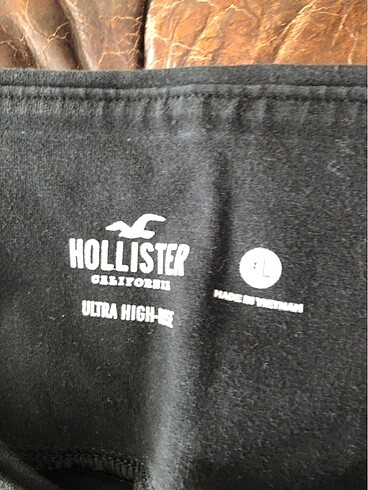 HOLLISTER
CALIFORNIA
ULTRA HIGH-RISE
MADE IN VIETNAM